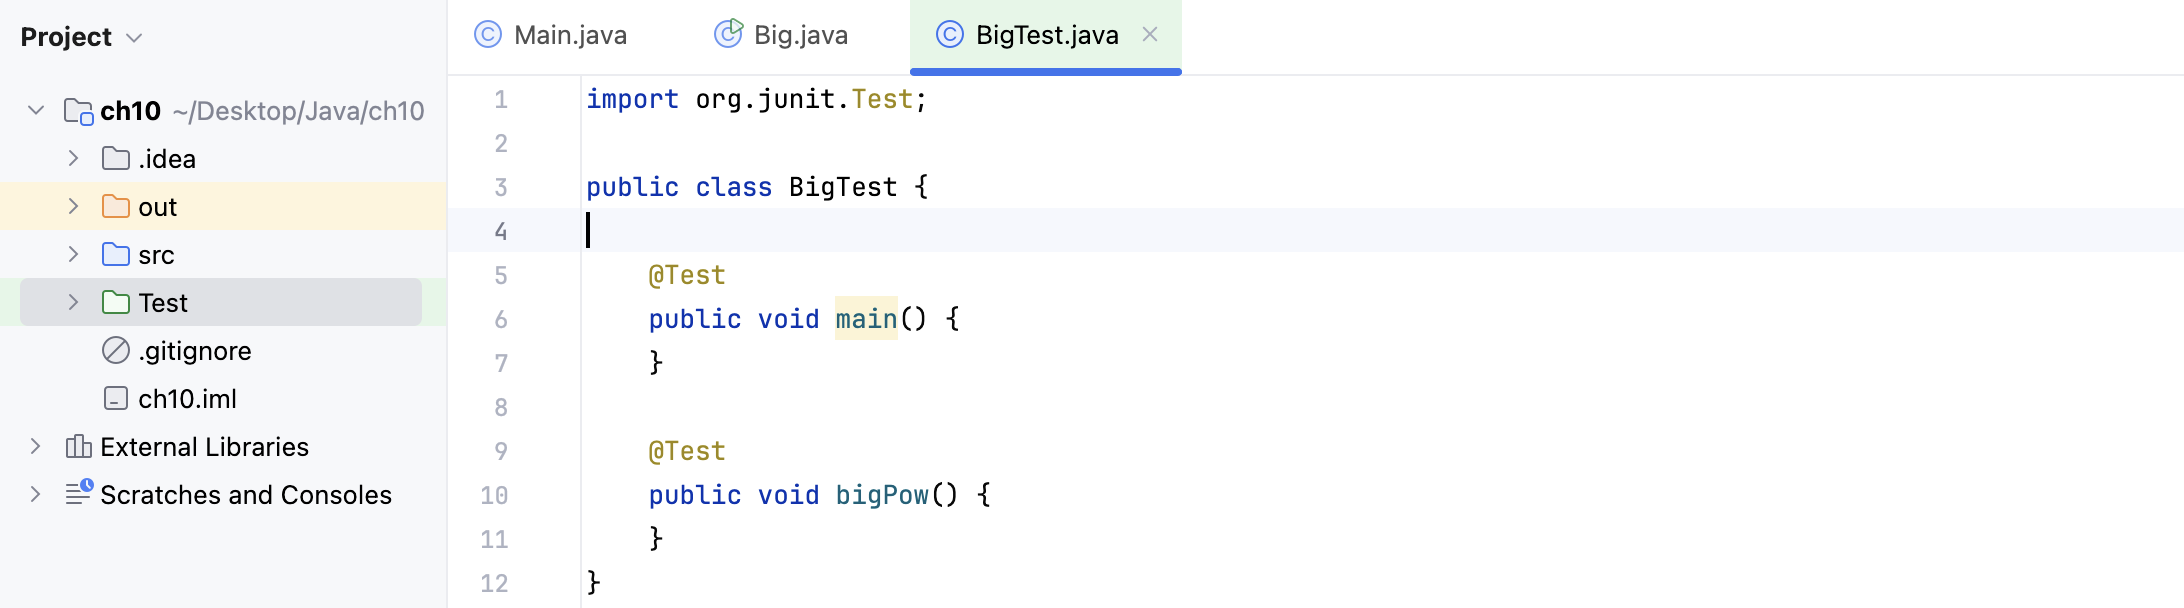 Project
ch10 ~/Desktop/Java/ch10
.idea
out
src
Test
.gitignore
ch10.iml
External Libraries
Scratches and Consoles
Main.java
Big.java
BigTest.java
1 import org.junit.Test;
2
3 public class BigTest {
4
5 @Test
6 public void main() {
7 }
8
9 @Test
10 public void bigPow() {
11 }
12 }